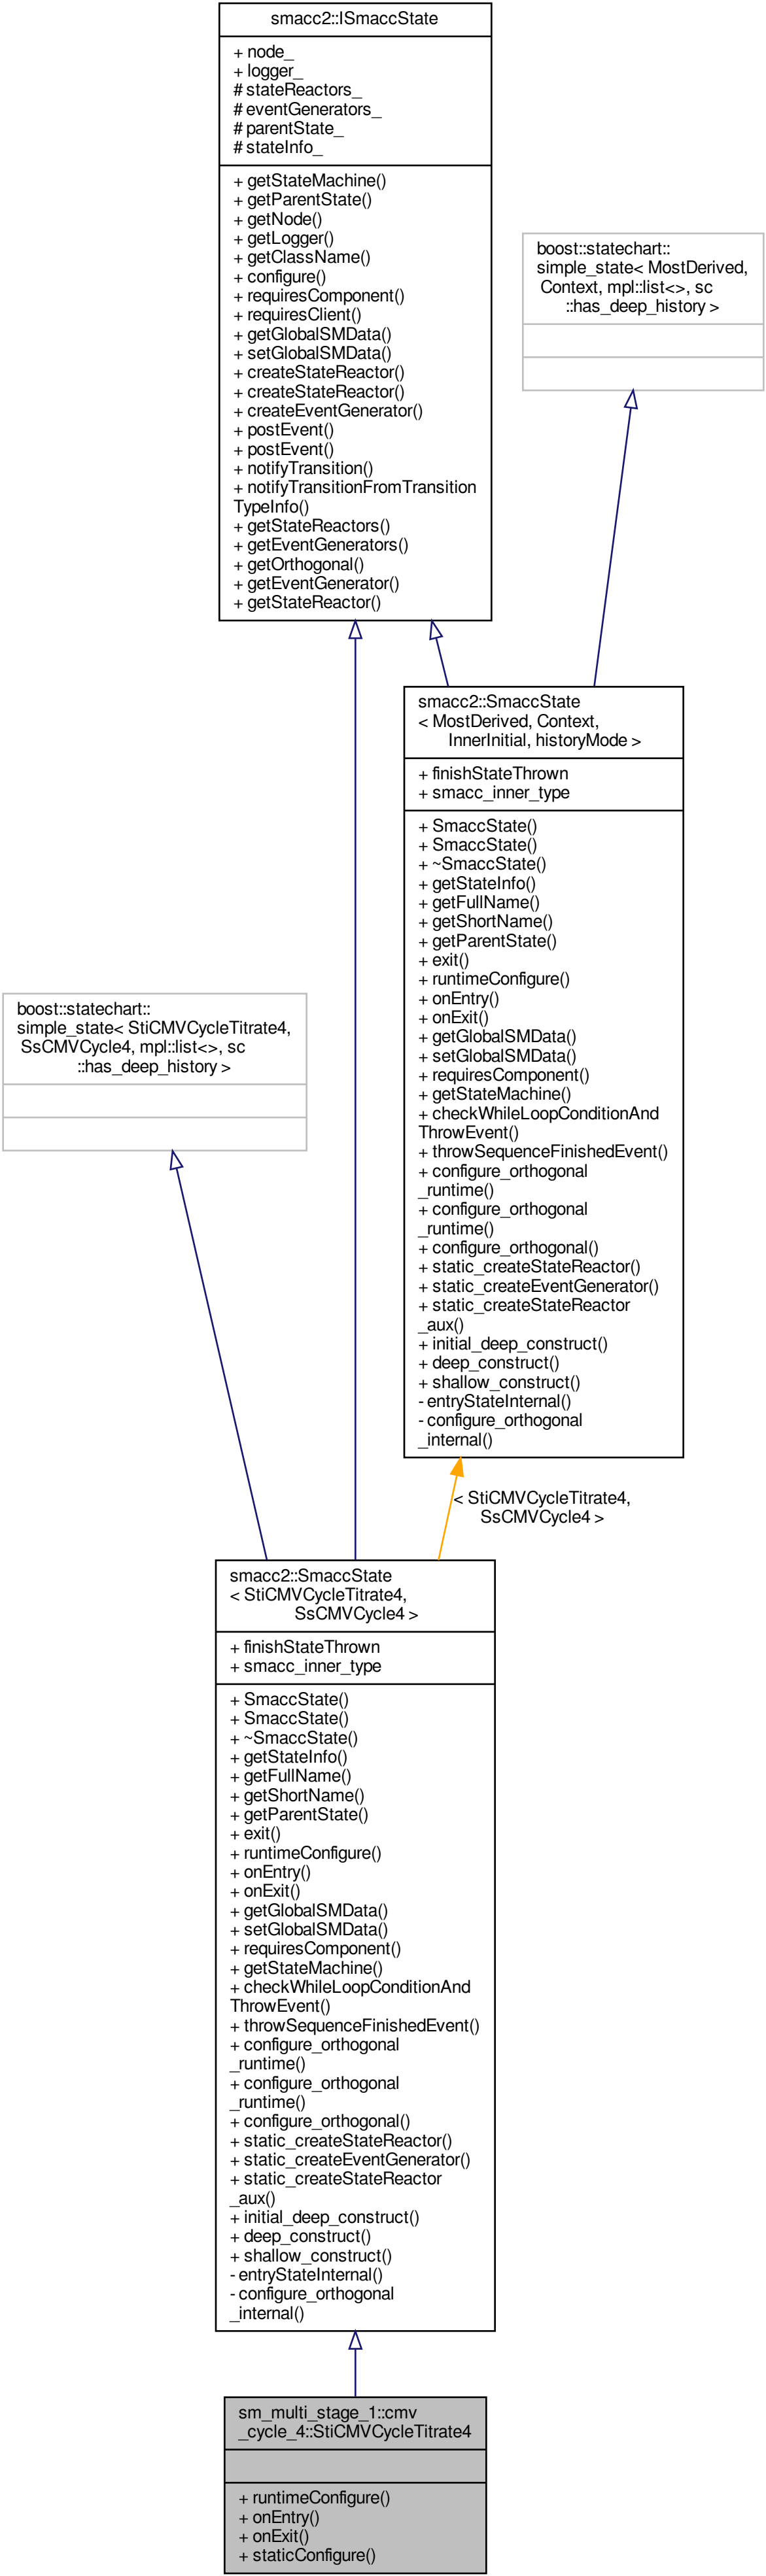 smacc2::ISmaccState
+ node_
+ logger_
# stateReactors_
# eventGenerators_
# parentState_
# stateInfo_
+ getStateMachine()
+ getParentState()
+ getNode()
+ getLogger()
+ getClassName()
+ configure()
+ requiresComponent()
+ requiresClient()
+ getGlobalSMData()
+ setGlobalSMData()
+ createStateReactor()
+ createStateReactor()
+ createEventGenerator()
+ postEvent()
+ postEvent()
+ notifyTransition()
+ notifyTransitionFromTransition
TypeInfo()
+ getStateReactors()
+ getEventGenerators()
+ getOrthogonal()
+ getEventGenerator()
+ getStateReactor()
boost::statechart::
simple_state< MostDerived,
Context, mpl::list<>, sc
::has_deep_history >
smacc2::SmaccState
< MostDerived, Context,
InnerInitial, historyMode >
+ finishStateThrown
+ smacc_inner_type
+ SmaccState()
+ SmaccState()
+ ~SmaccState()
+ getStateInfo()
+ getFullName()
+ getShortName()
+ getParentState()
+ exit()
+ runtimeConfigure()
+ onEntry()
+ onExit()
+ getGlobalSMData()
+ setGlobalSMData()
+ requiresComponent()
+ getStateMachine()
+ checkWhileLoopConditionAnd
ThrowEvent()
+ throwSequenceFinishedEvent()
+ configure_orthogonal
_runtime()
+ configure_orthogonal
_runtime()
+ configure_orthogonal()
+ static_createStateReactor()
+ static_createEventGenerator()
+ static_createStateReactor
_aux()
+ initial_deep_construct()
+ deep_construct()
+ shallow_construct()
- entryStateInternal()
- configure_orthogonal
_internal()
boost::statechart::
simple_state< StiCMVCycleTitrate4,
SsCMVCycle4, mpl::list<>, sc
::has_deep_history >
< StiCMVCycleTitrate4,
SsCMVCycle4 >
smacc2::SmaccState
< StiCMVCycleTitrate4,
SsCMVCycle4 >
+ finishStateThrown
+ smacc_inner_type
+ SmaccState()
+ SmaccState()
+ ~SmaccState()
+ getStateInfo()
+ getFullName()
+ getShortName()
+ getParentState()
+ exit()
+ runtimeConfigure()
+ onEntry()
+ onExit()
+ getGlobalSMData()
+ setGlobalSMData()
+ requiresComponent()
+ getStateMachine()
+ checkWhileLoopConditionAnd
ThrowEvent()
+ throwSequenceFinishedEvent()
+ configure_orthogonal
_runtime()
+ configure_orthogonal
_runtime()
+ configure_orthogonal()
+ static_createStateReactor()
+ static_createEventGenerator()
+ static_createStateReactor
_aux()
+ initial_deep_construct()
+ deep_construct()
+ shallow_construct()
- entryStateInternal()
- configure_orthogonal
_internal()
sm_multi_stage_1::cmv
_cycle_4::StiCMVCycleTitrate4
+ runtimeConfigure()
+ onEntry()
+ onExit()
+ staticConfigure()